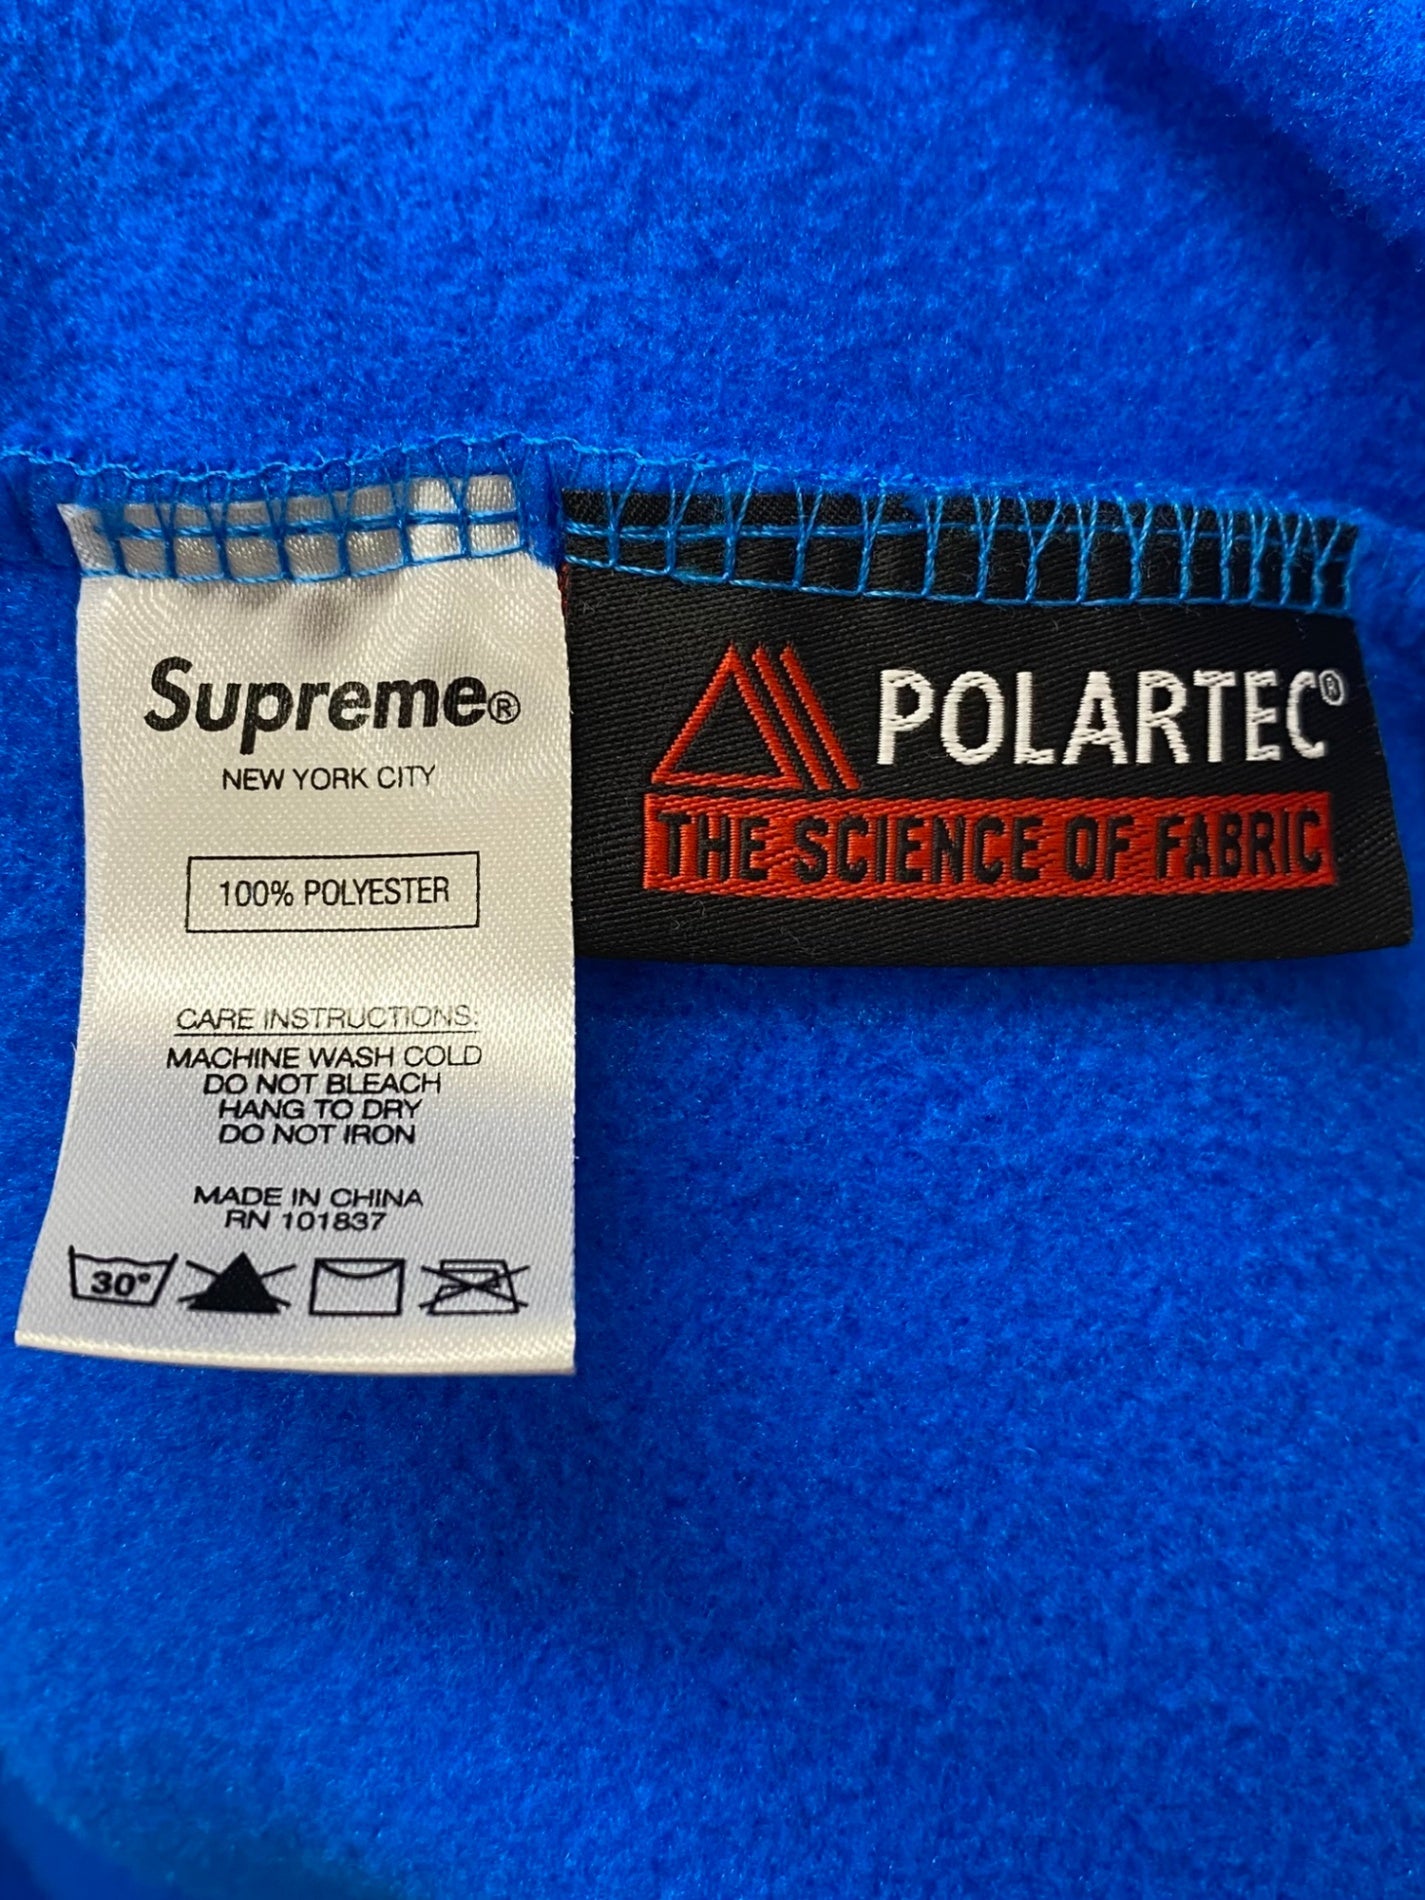 Supreme®
NEW YORK CITY
100% POLYESTER
CARE INSTRUCTIONS:
MACHINE WASH COLD
DO NOT BLEACH
HANG TO DRY
DO NOT IRON
MADE IN CHINA
RN 101837
30°
POLARTEC®
THE SCIENCE OF FABRIC